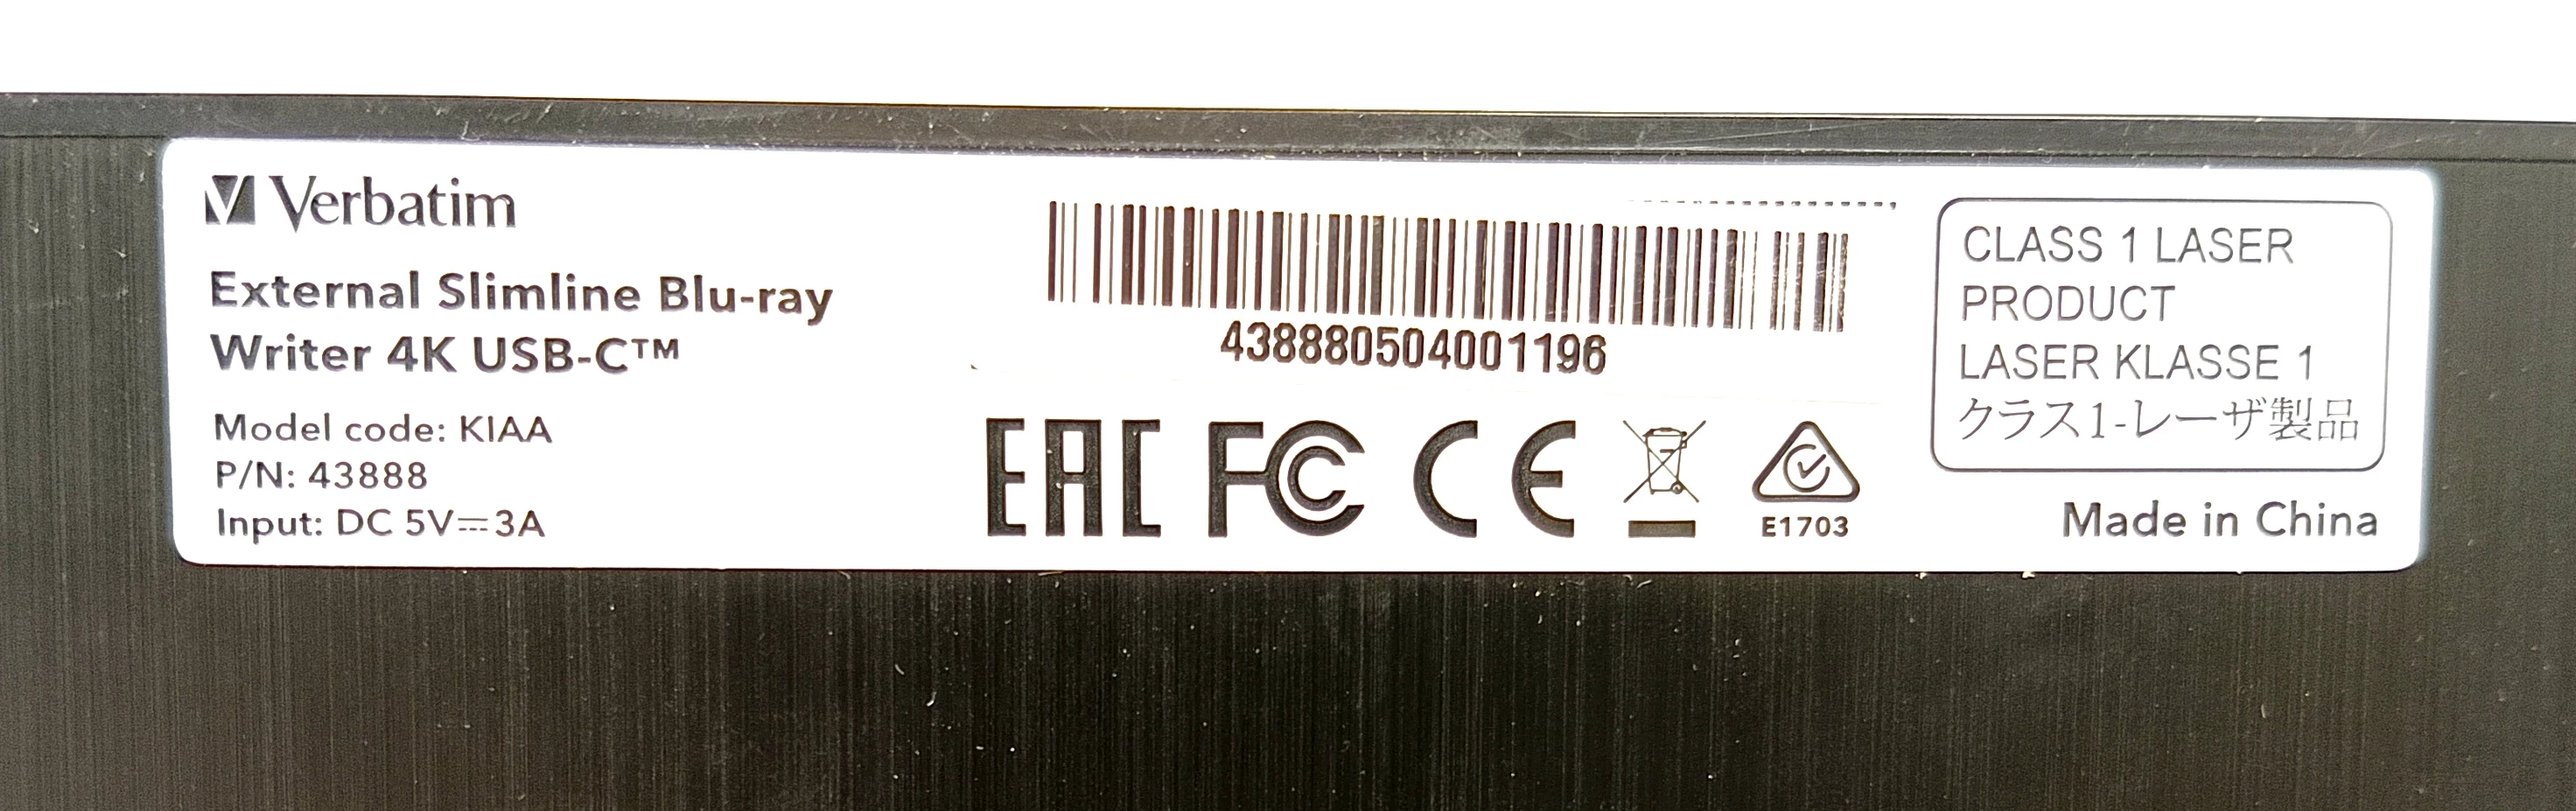 Verbatim
External Slimline Blu-ray
Writer 4K USB-C™
Model code: KIAA
P/N: 43888
Input: DC 5V⎓3A
438880504001196
EAC FC CE
E1703
CLASS 1 LASER
PRODUCT
LASER KLASSE 1
クラス1-レーザ製品
Made in China